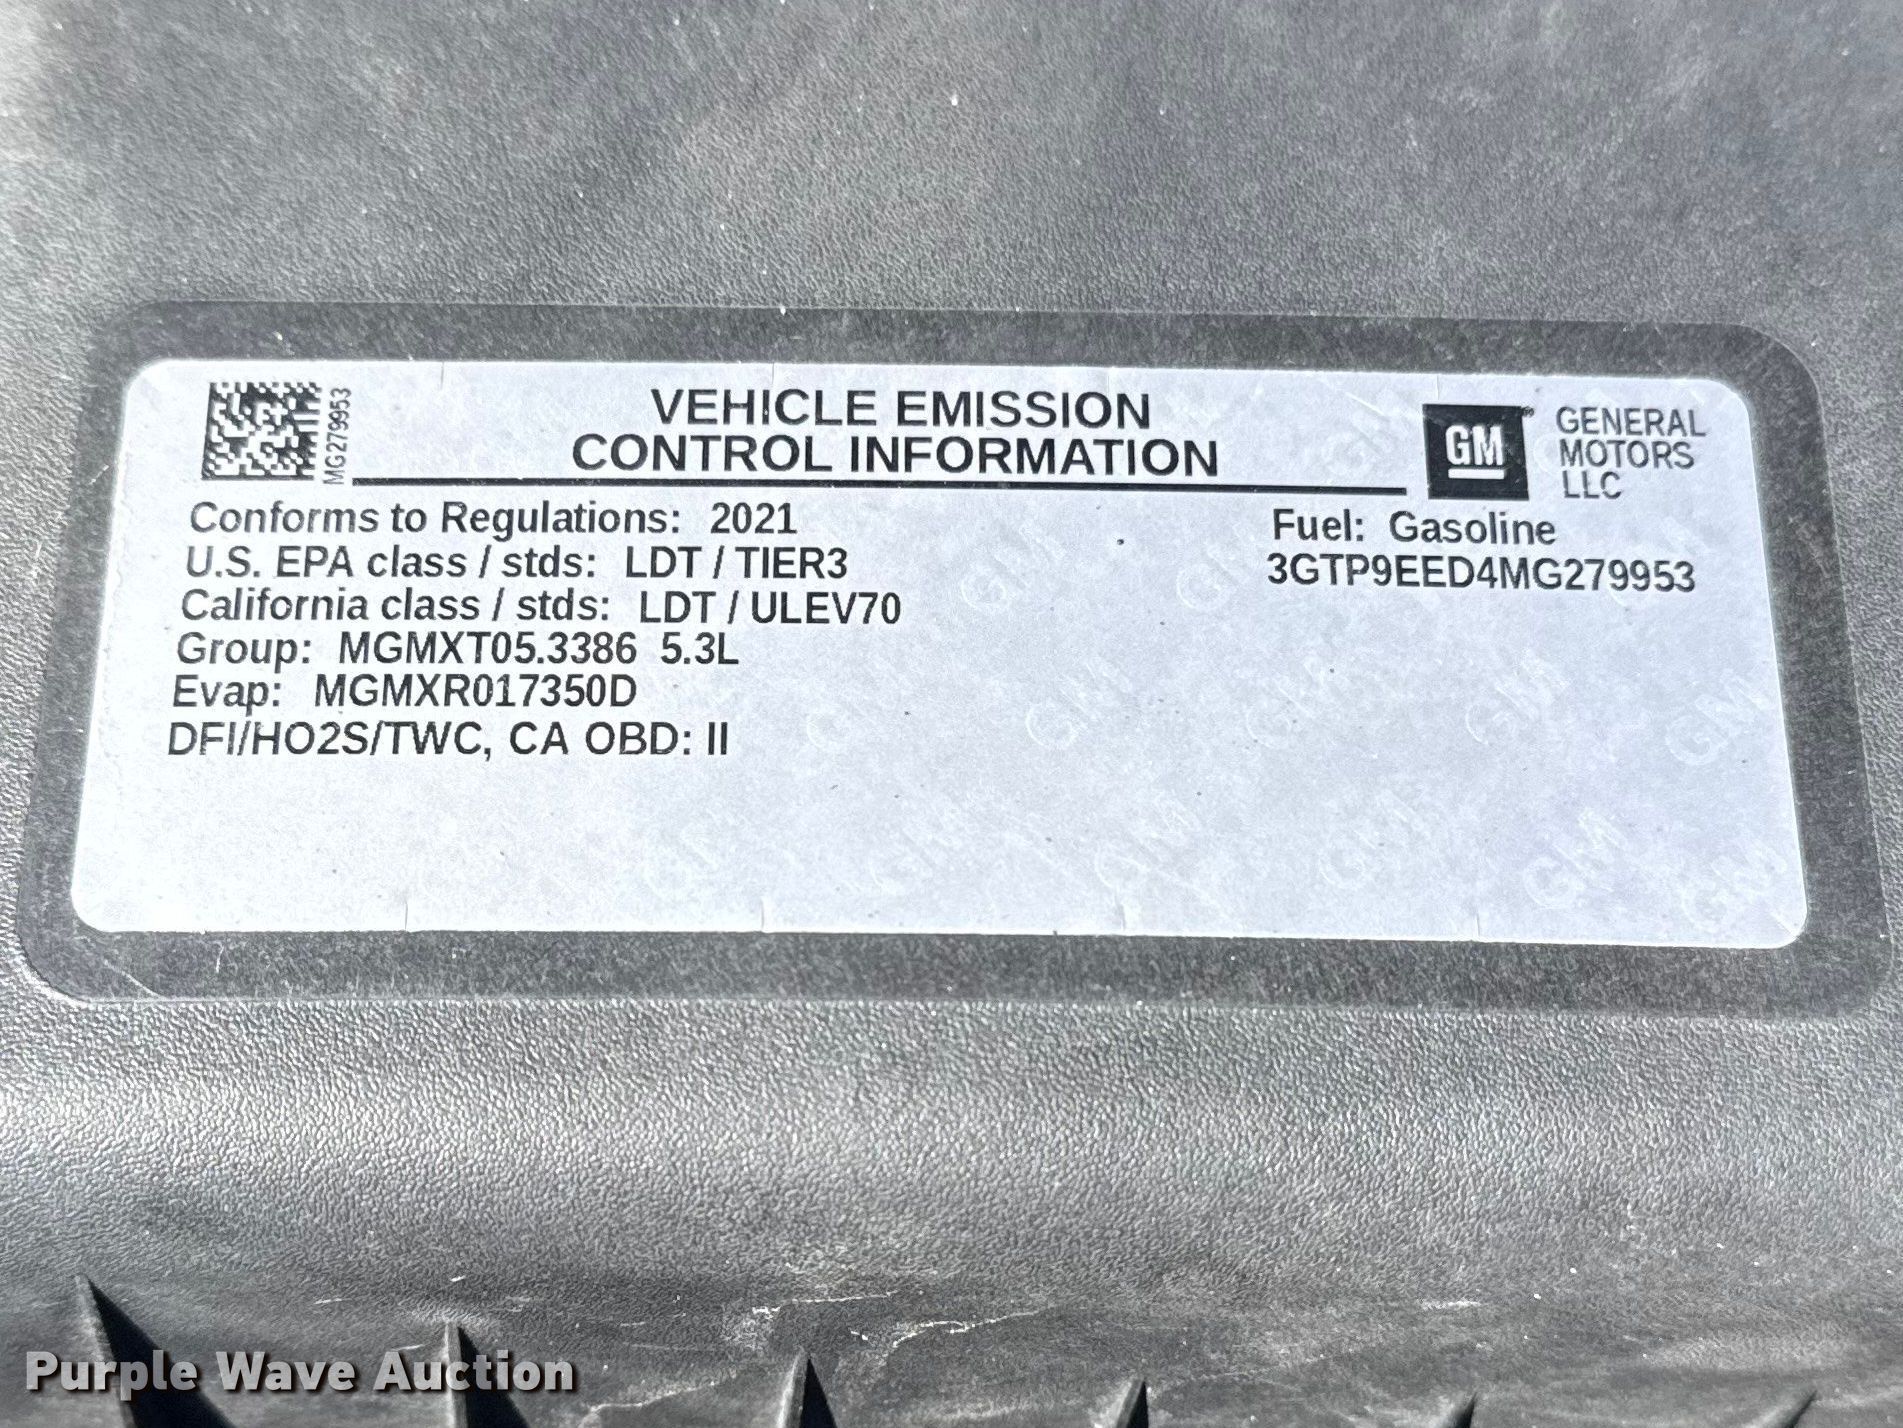 MG279953
VEHICLE EMISSION
CONTROL INFORMATION
GM
GENERAL
MOTORS
LLC
Conforms to Regulations: 2021
U.S. EPA class / stds: LDT / TIER3
California class / stds: LDT / ULEV70
Group: MGMXT05.3386 5.3L
Evap: MGMXR017350D
DFI/HO2S/TWC, CA OBD: II
Fuel: Gasoline
3GTP9EED4MG279953
Purple Wave Auction